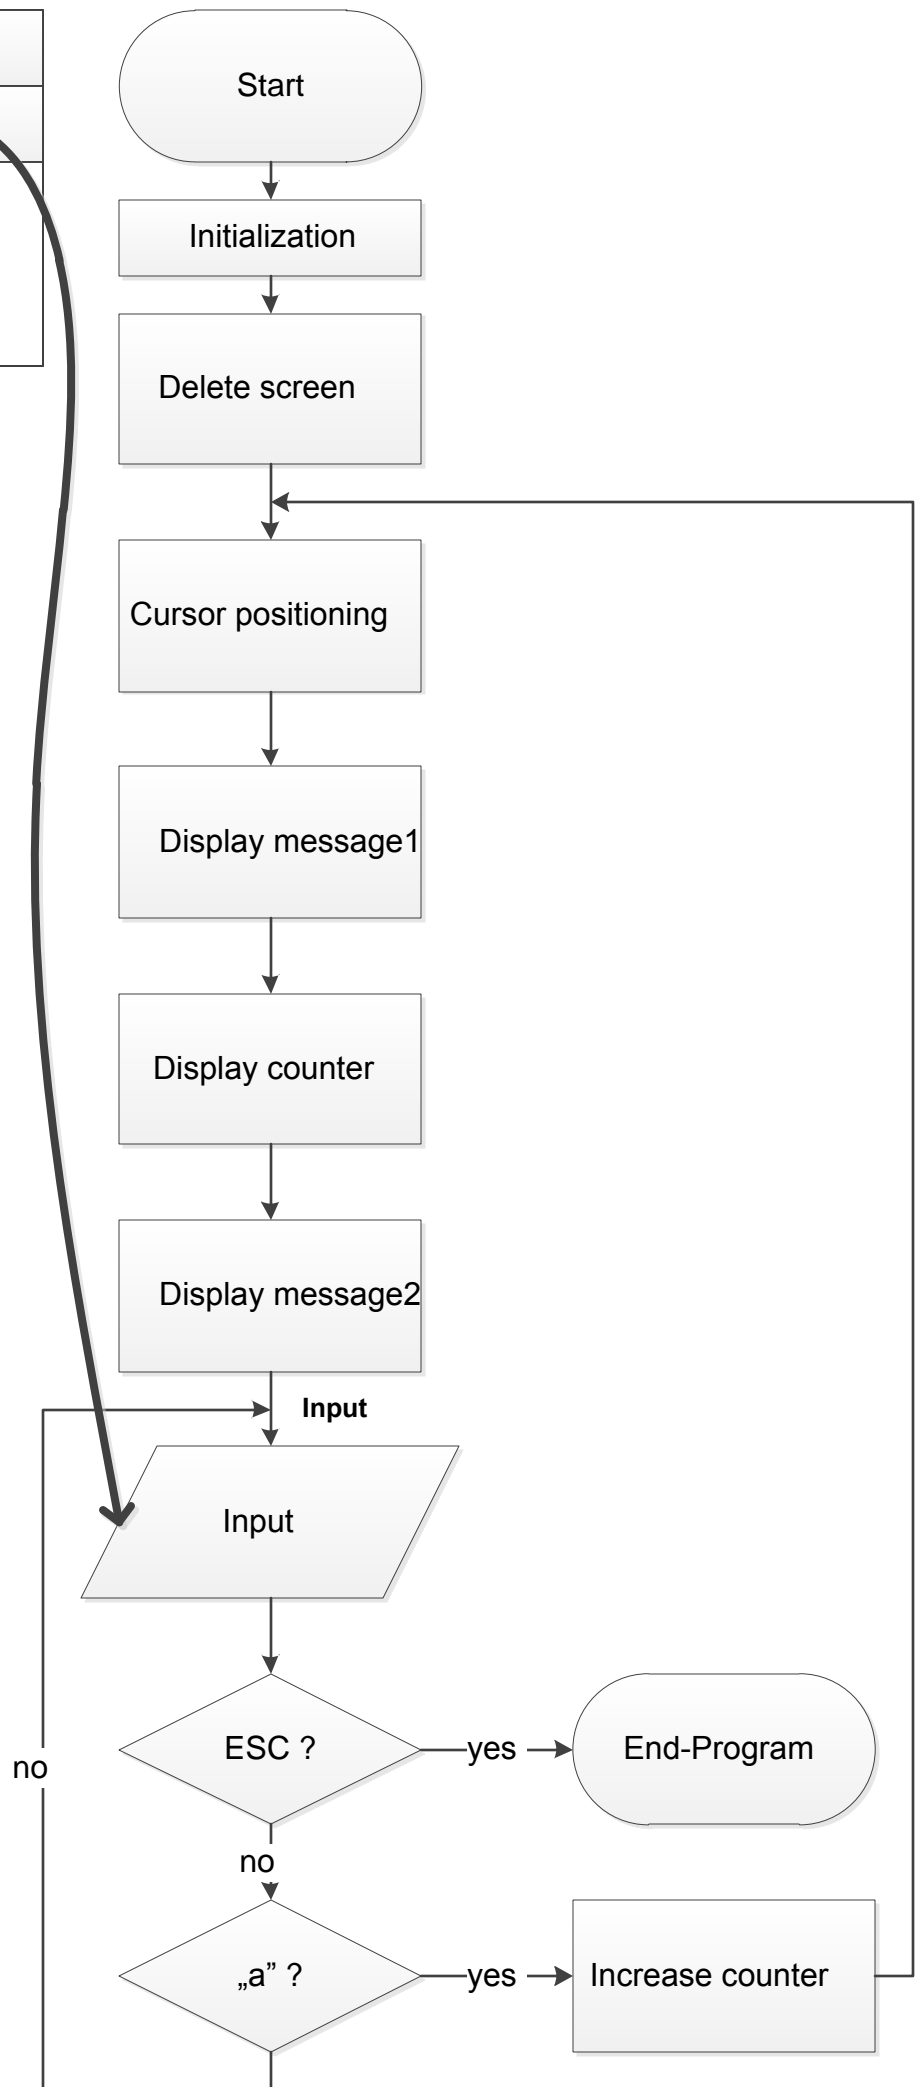 Start
Initialization
Delete screen
Cursor positioning
Display message1
Display counter
Display message2
Input
Input
ESC ?
yes
End-Program
no
no
„a” ?
yes
Increase counter